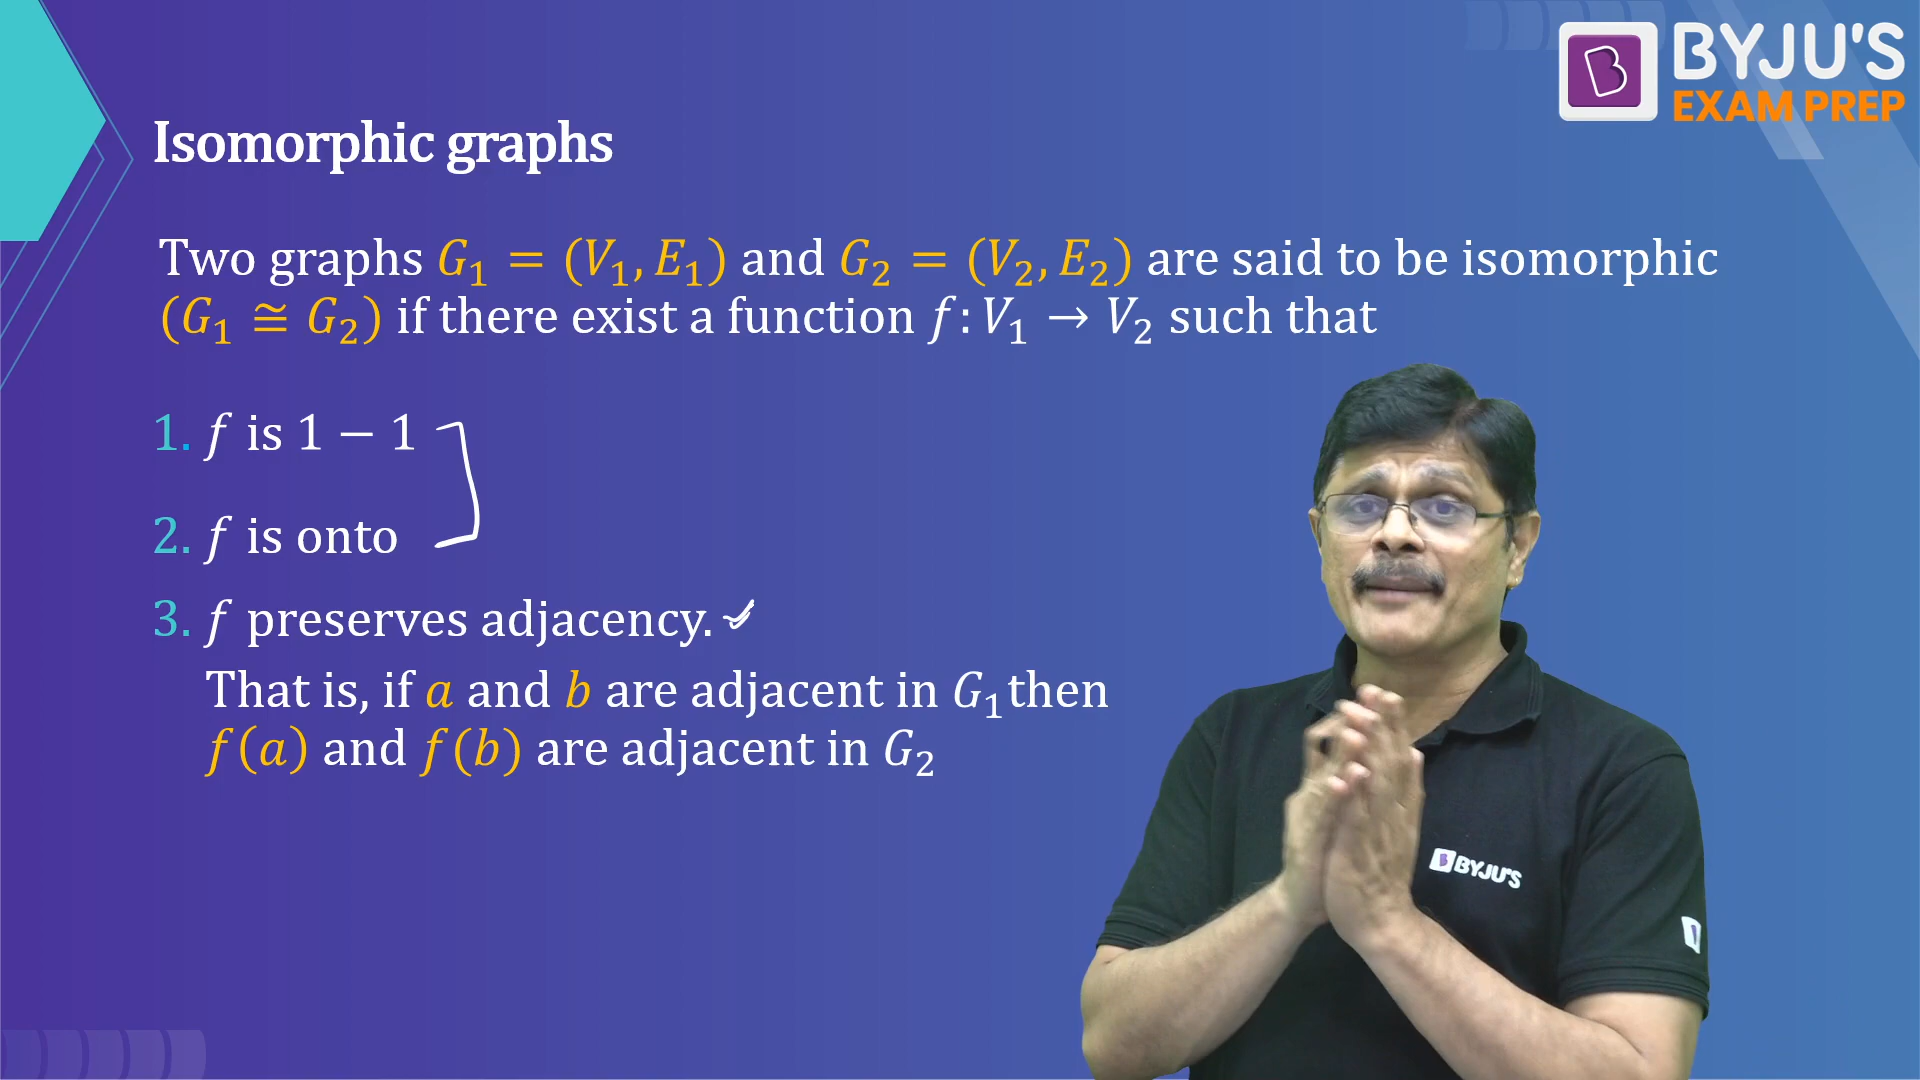 BYJU'S
EXAM PREP
Isomorphic graphs
Two graphs G₁ = (V₁, E₁) and G₂ = (V₂, E₂) are said to be isomorphic
(G₁ ≅ G₂) if there exist a function f: V₁ → V₂ such that
1. f is 1 − 1
2. f is onto
3. f preserves adjacency.
That is, if a and b are adjacent in G₁then
f(a) and f(b) are adjacent in G₂
BYJU'S